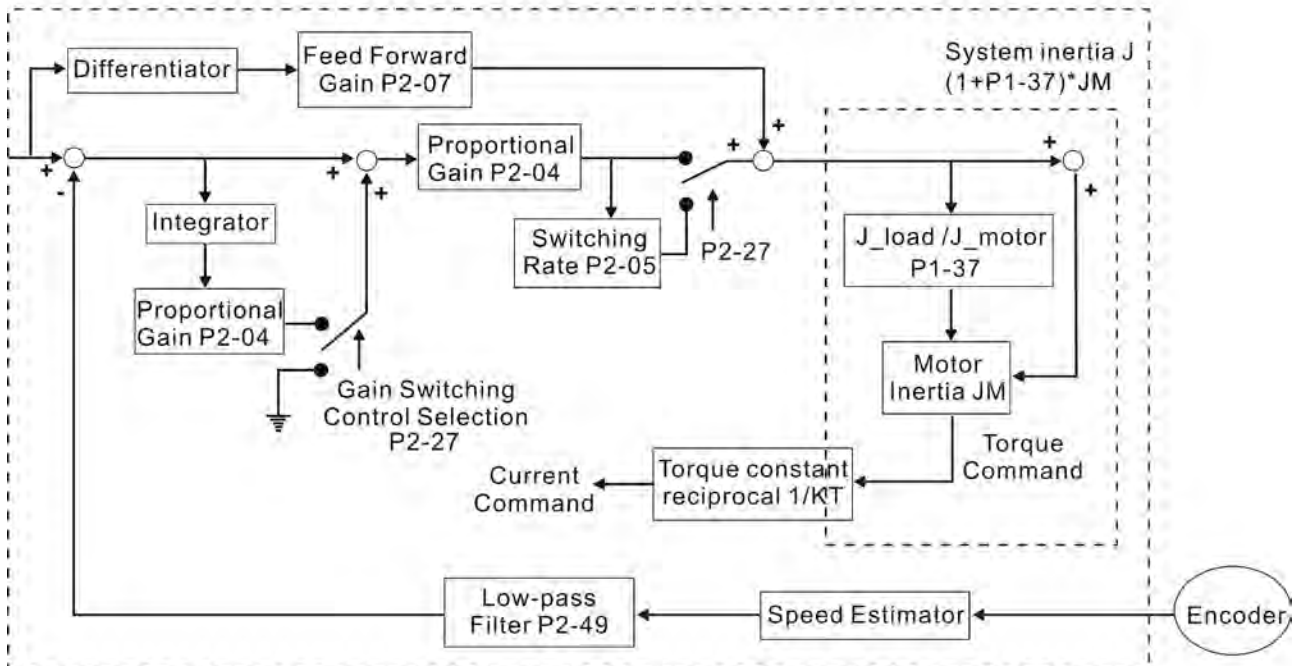 Differentiator
Feed Forward
Gain P2-07
System inertia J
(1+P1-37)*JM
+
-
+
+
Proportional
Gain P2-04
+
+
+
+
Integrator
Switching
Rate P2-05
P2-27
J_load /J_motor
P1-37
Proportional
Gain P2-04
Gain Switching
Control Selection
P2-27
Motor
Inertia JM
Current
Command
Torque constant
reciprocal 1/KT
Torque
Command
Low-pass
Filter P2-49
Speed Estimator
Encoder